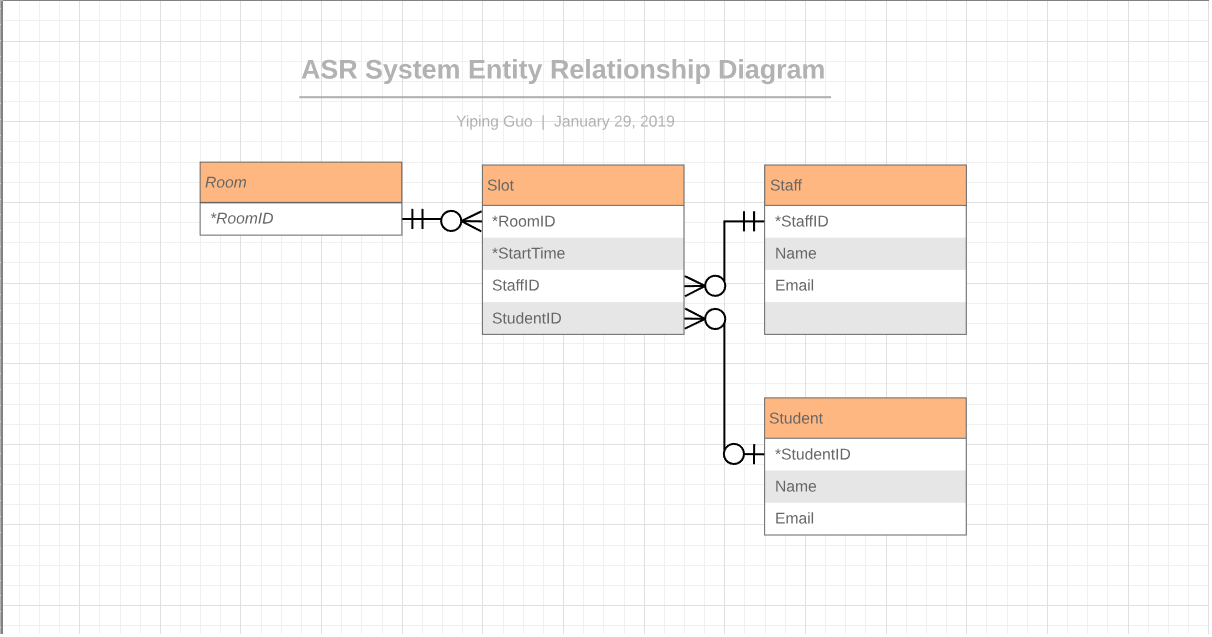 ASR System Entity Relationship Diagram
Yiping Guo | January 29, 2019
Room
*RoomID
Slot
*RoomID
*StartTime
StaffID
StudentID
Staff
*StaffID
Name
Email
Student
*StudentID
Name
Email